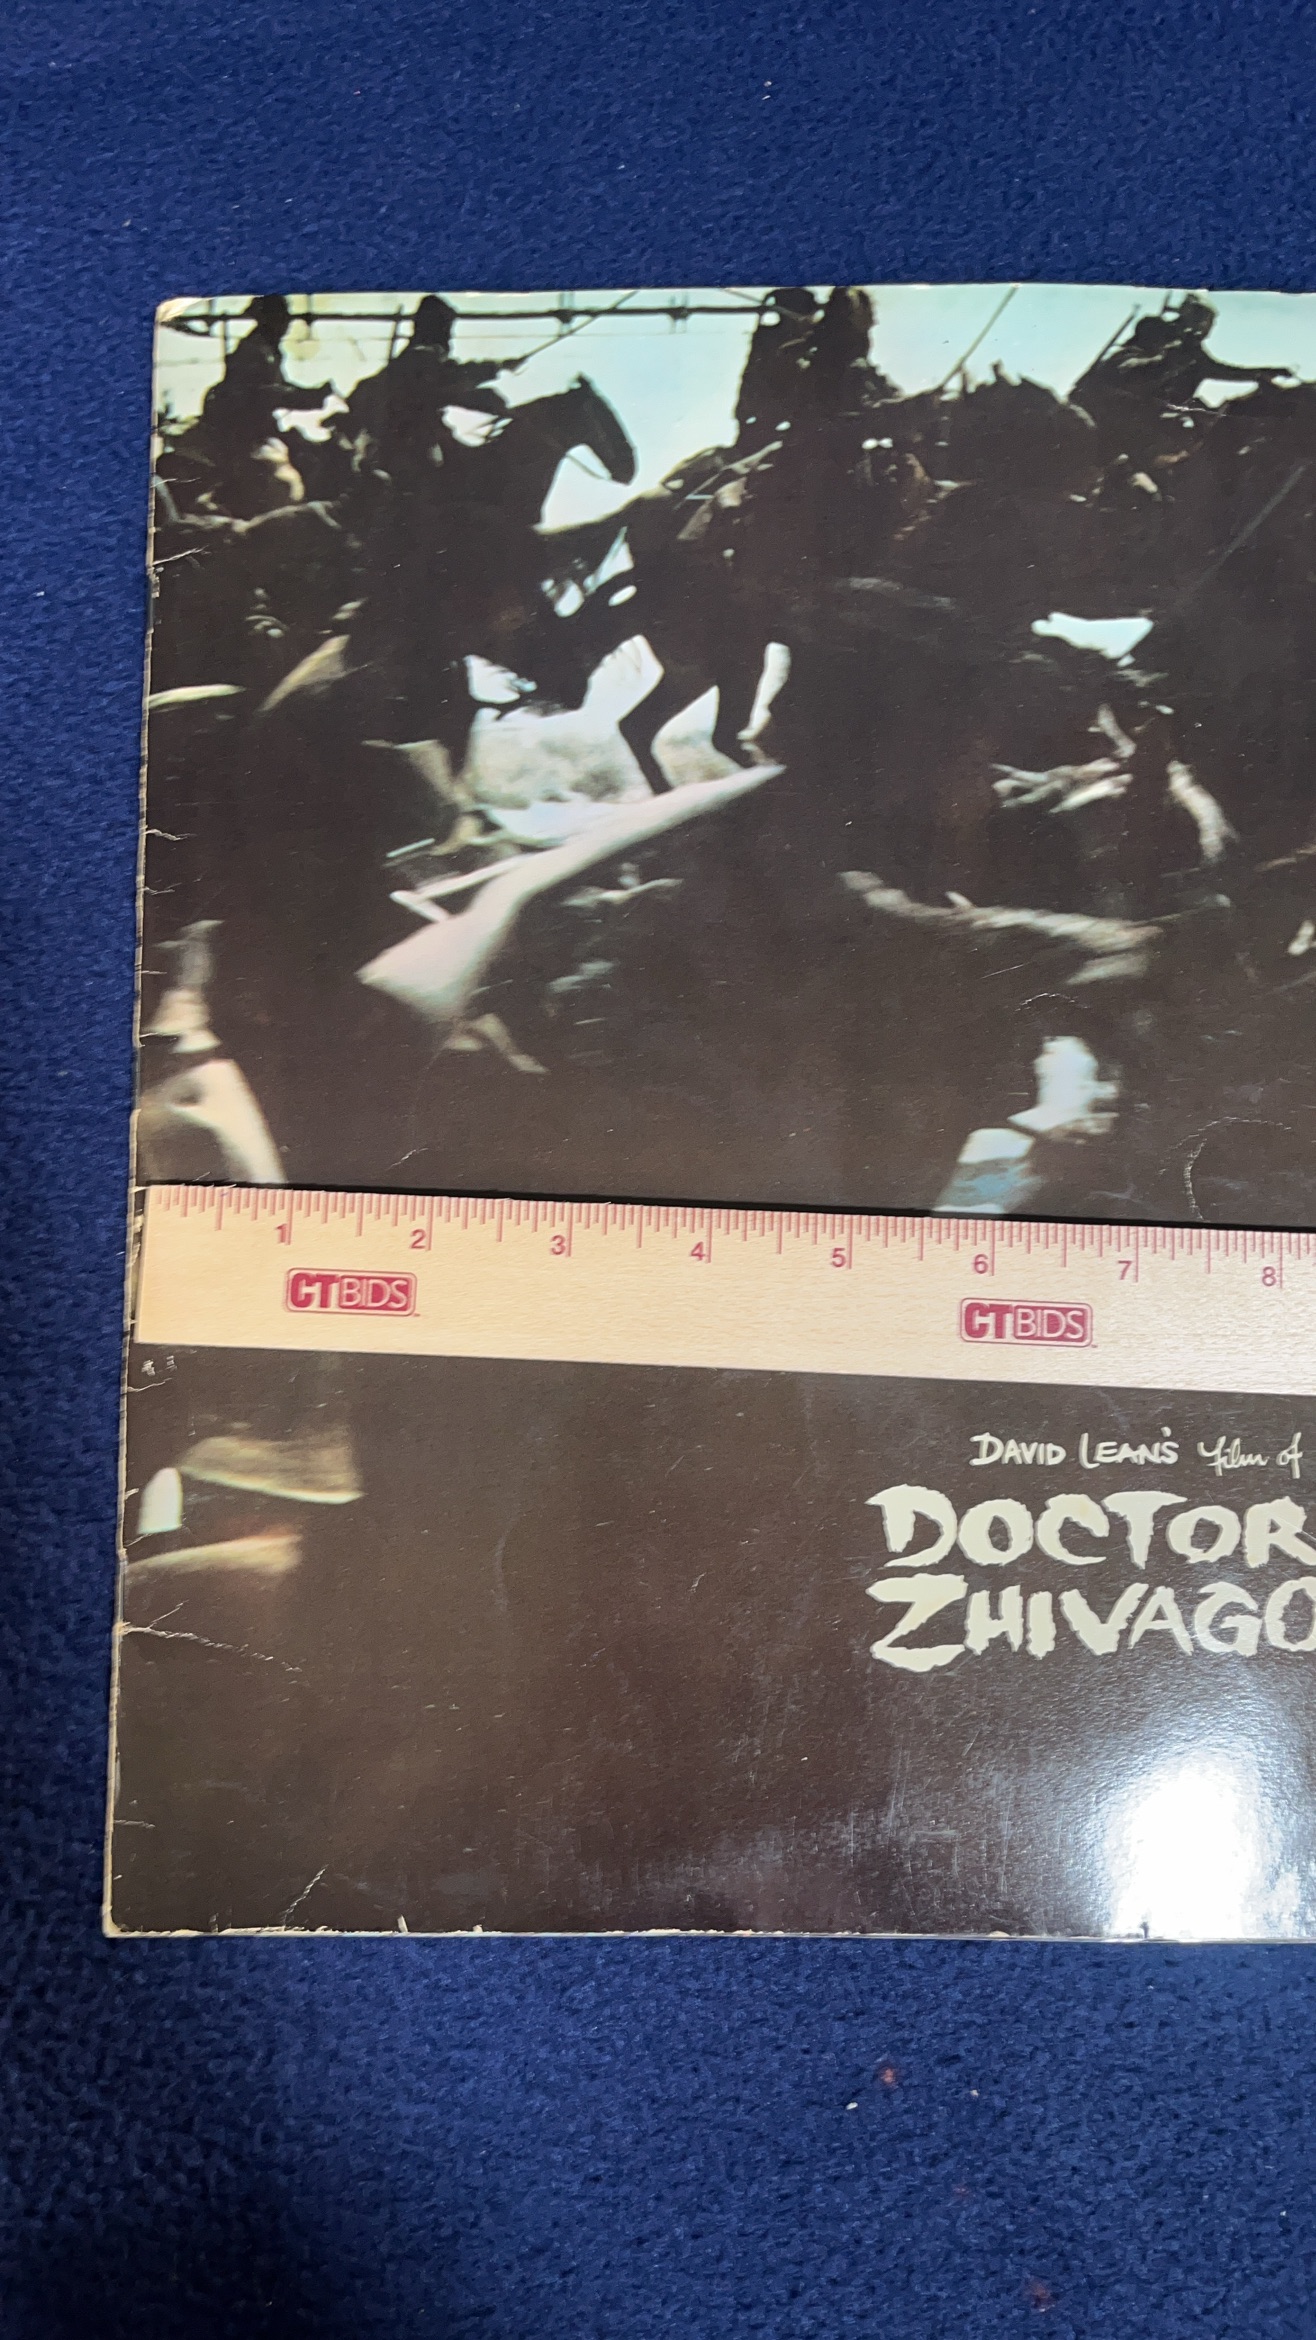 1 2 3 4 5 6 7 8
CTBIDS CTBIDS
DAVID LEAN'S Film of
DOCTOR
ZHIVAGO